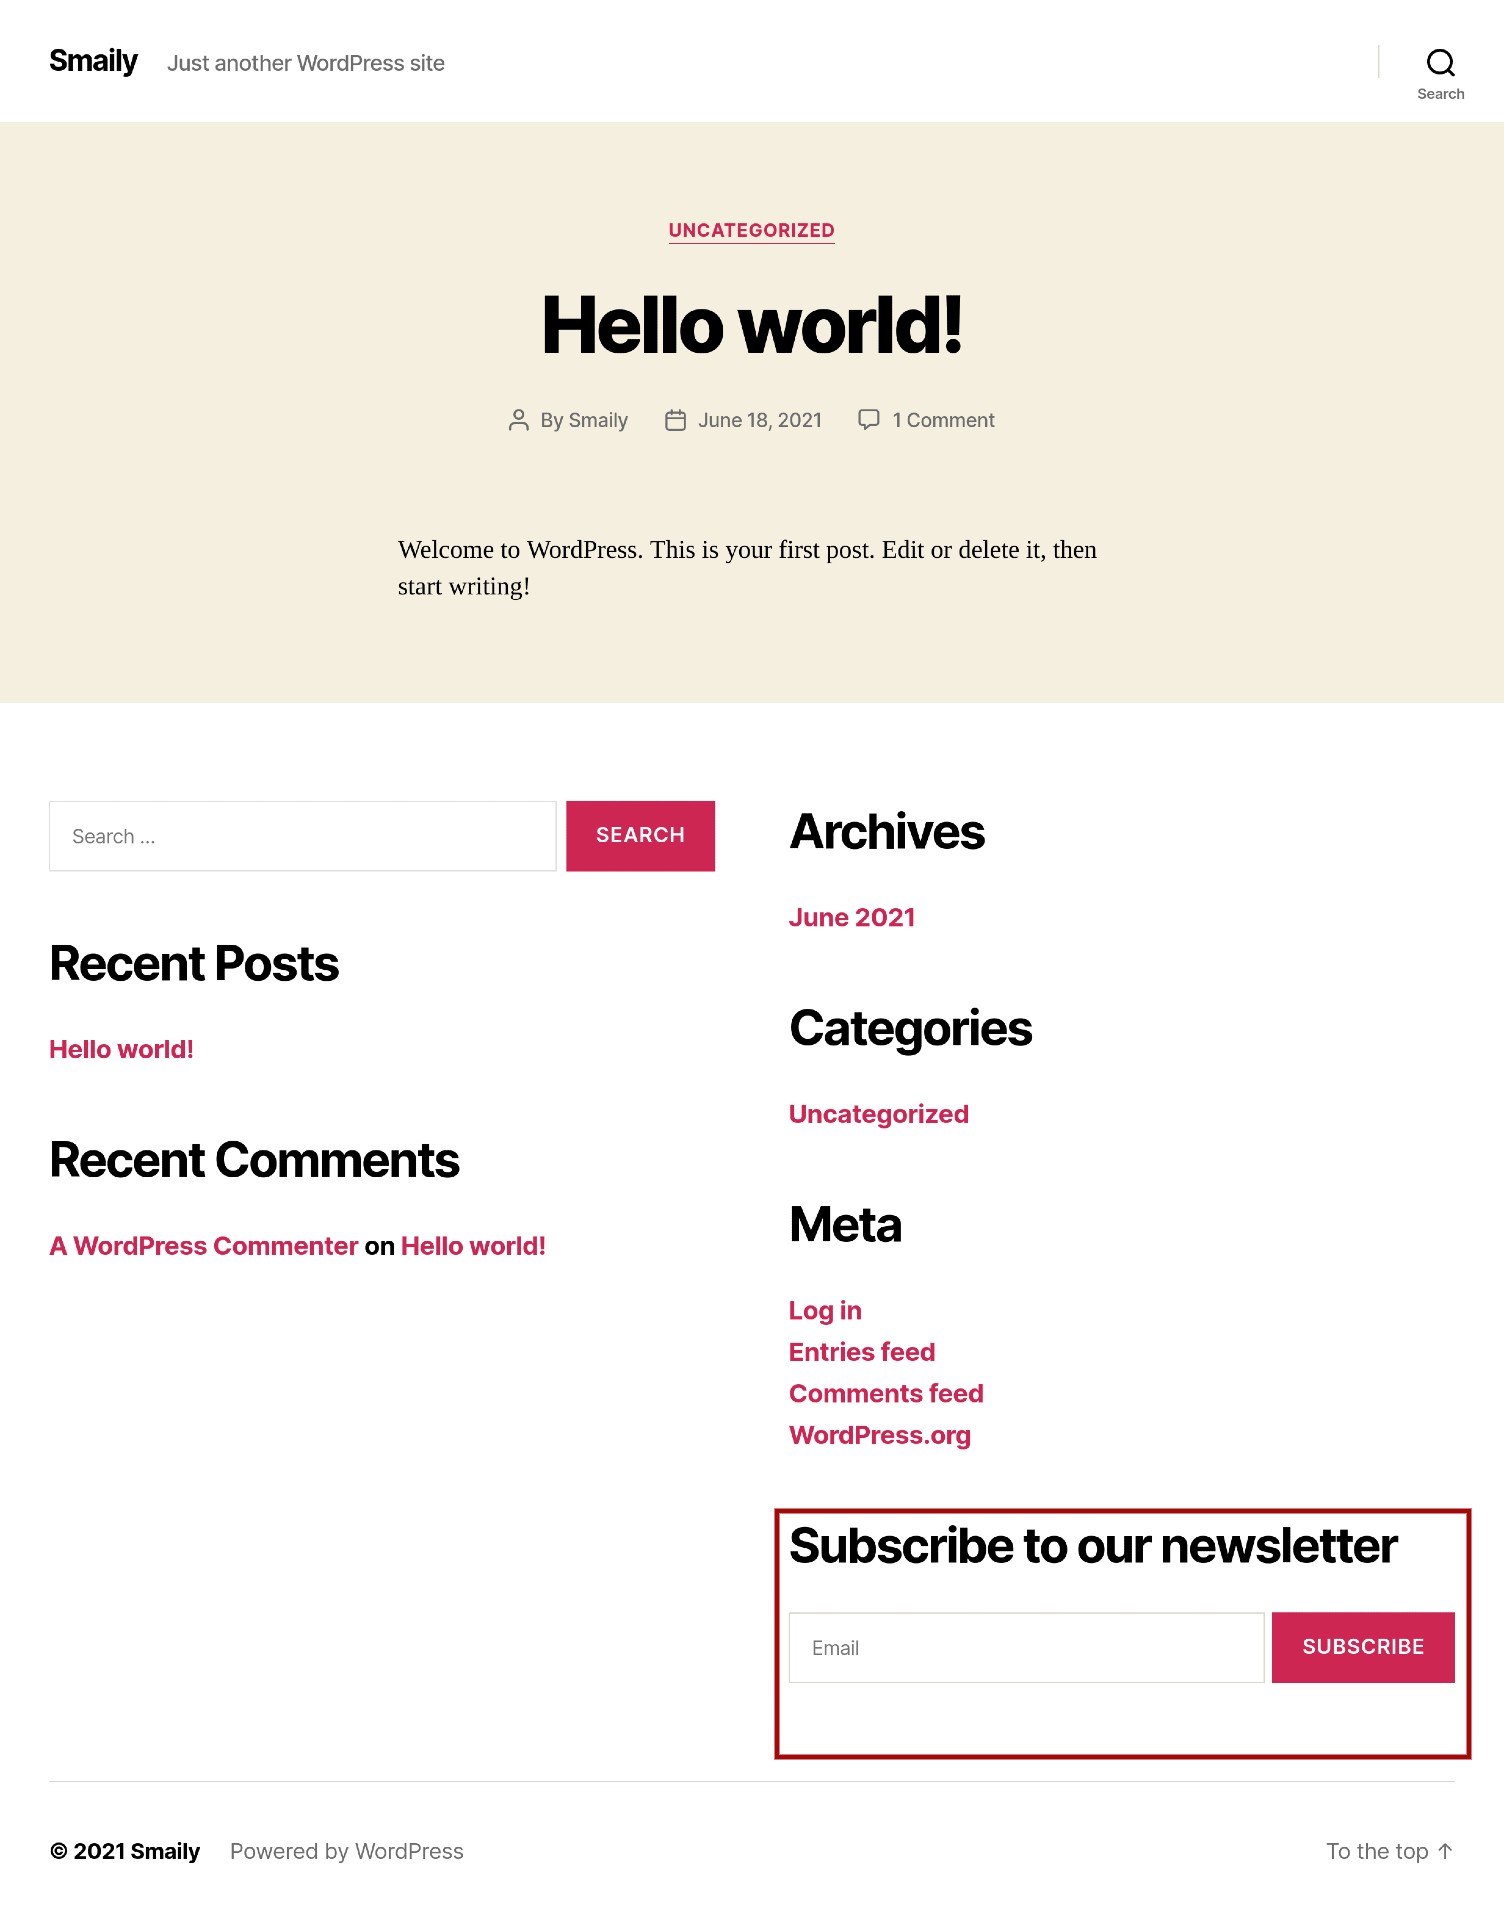 Smaily
Just another WordPress site
Search
UNCATEGORIZED
Hello world!
By Smaily
June 18, 2021
1 Comment
Welcome to WordPress. This is your first post. Edit or delete it, then
start writing!
Search …
SEARCH
Recent Posts
Hello world!
Recent Comments
A WordPress Commenter on Hello world!
Archives
June 2021
Categories
Uncategorized
Meta
Log in
Entries feed
Comments feed
WordPress.org
Subscribe to our newsletter
Email
SUBSCRIBE
© 2021 Smaily
Powered by WordPress
To the top ↑